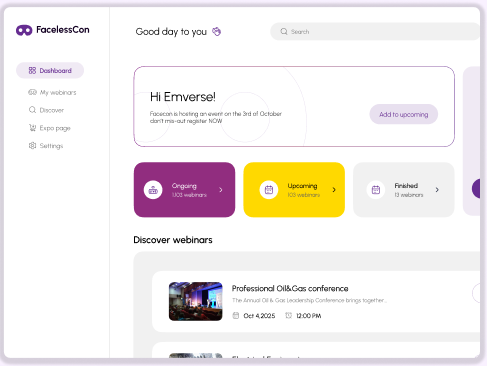 FacelessCon
Good day to you
Search
Dashboard
My webinars
Discover
Expo page
Settings
Hi Emverse!
Facecon is hosting an event on the 3rd of October
don't mis-out register NOW
Add to upcoming
Ongoing
1,103 webinars
Upcoming
103 webinars
Finished
13 webinars
Discover webinars
Professional Oil&Gas conference
The Annual Oil & Gas Leadership Conference brings together...
Oct 4,2025
12:00 PM